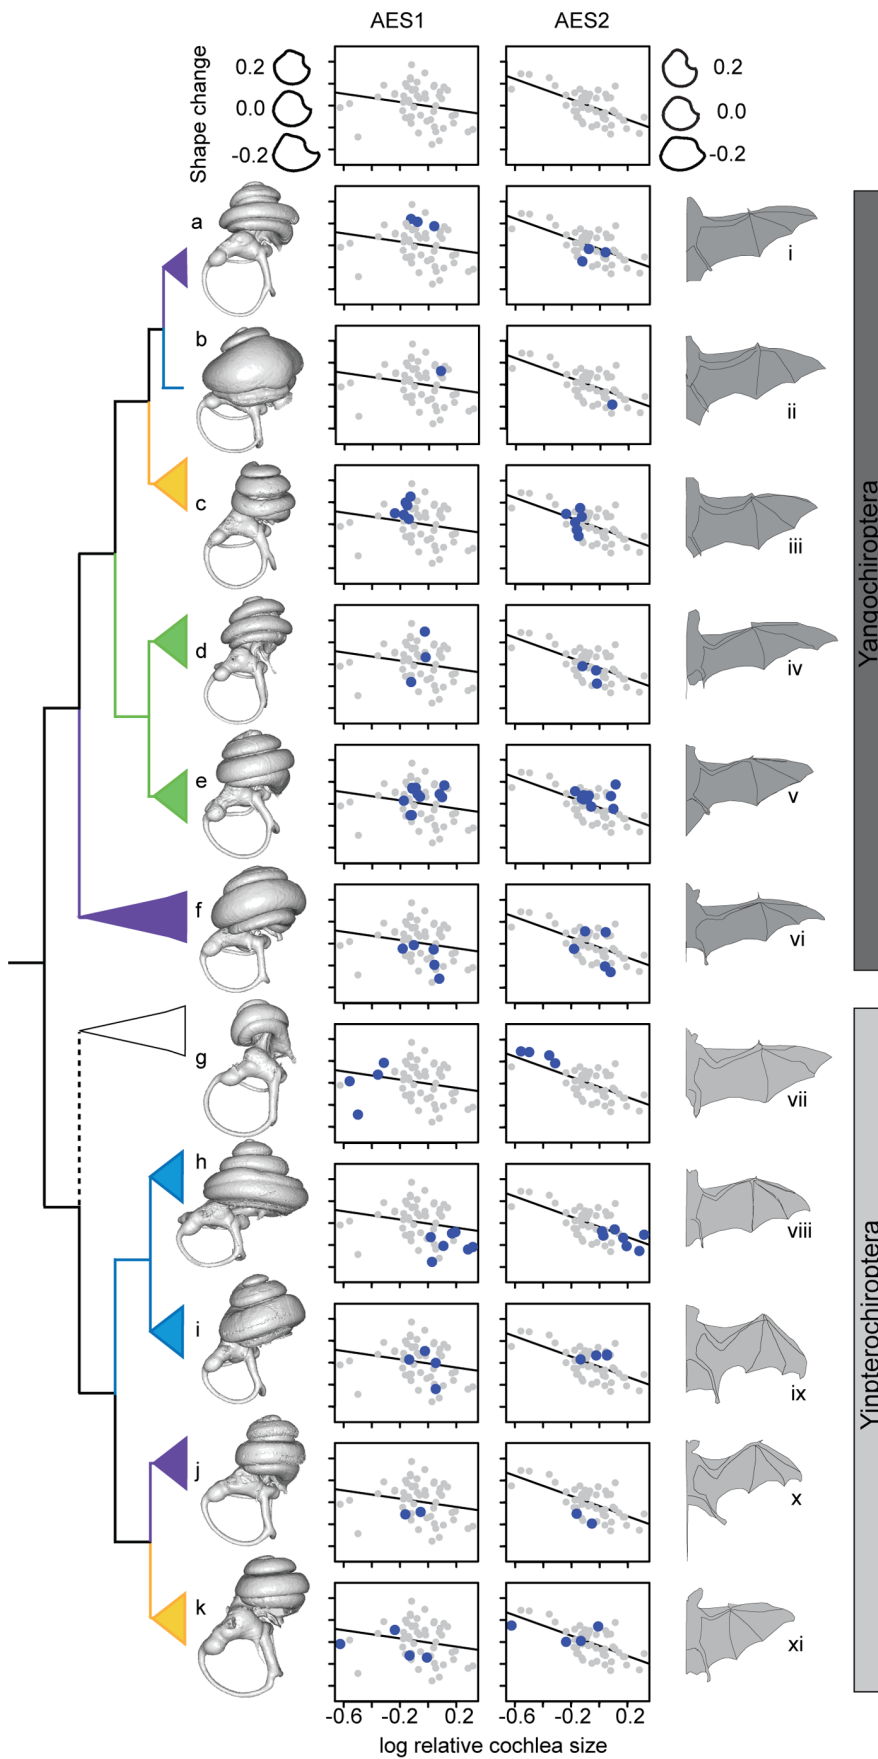 AES1 AES2
Shape change
0.2 0.2
0.0 0.0
-0.2 -0.2
a i
b ii
c iii
d iv
e v
f vi
g vii
h viii
i ix
j x
k xi
Yangochiroptera
Yinpterochiroptera
-0.6 -0.2 0.2 -0.6 -0.2 0.2
log relative cochlea size